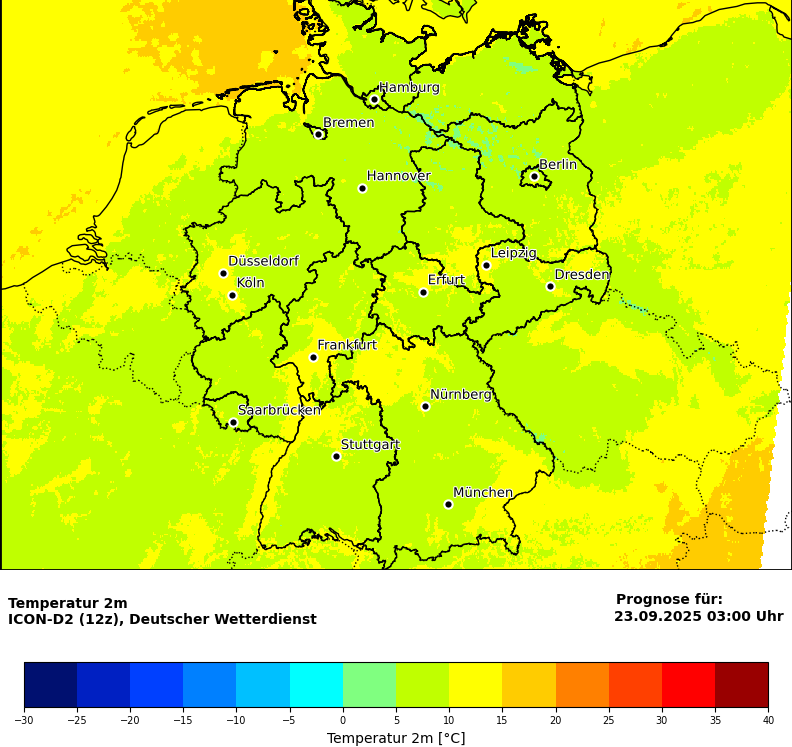 Hamburg
Bremen
Berlin
Hannover
Leipzig
Düsseldorf
Dresden
Köln
Erfurt
Frankfurt
Nürnberg
Saarbrücken
Stuttgart
München
Temperatur 2m
ICON-D2 (12z), Deutscher Wetterdienst
Prognose für:
23.09.2025 03:00 Uhr
−30 −25 −20 −15 −10 −5 0 5 10 15 20 25 30 35 40
Temperatur 2m [°C]